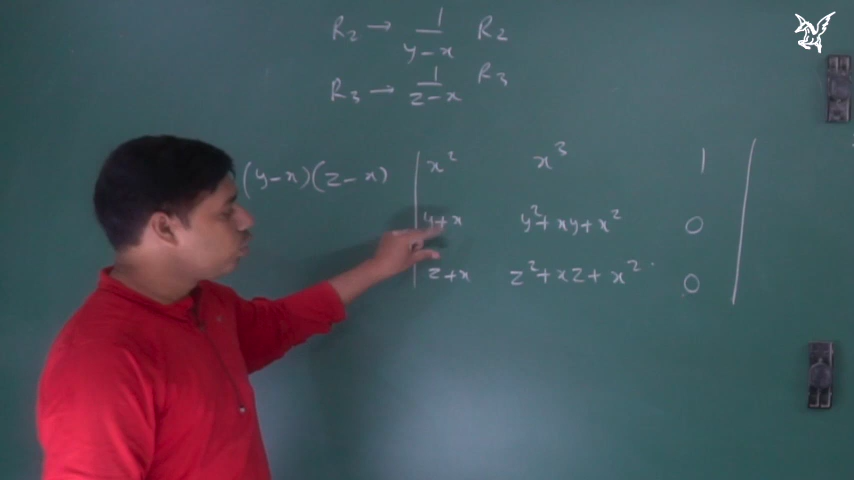 R₂ → 1/(y-x) R₂
R₃ → 1/(z-x) R₃
(y-x)(z-x) | x² x³ 1 |
y+x y²+xy+x² 0
z+x z²+xz+x² 0